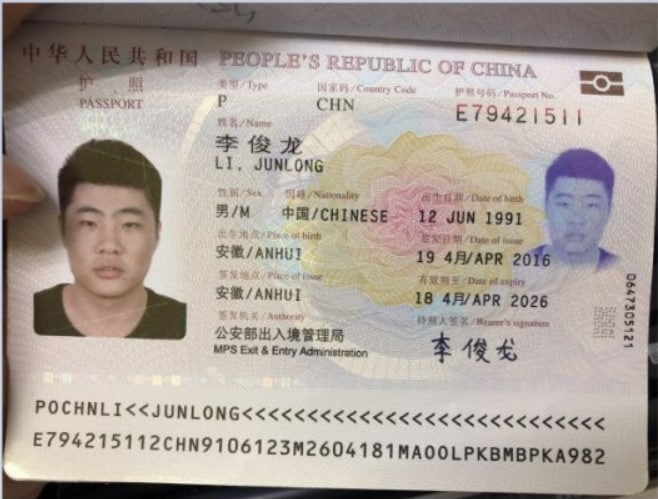 中华人民共和国 PEOPLE'S REPUBLIC OF CHINA
护照
PASSPORT
类型/Type 国家码/Country Code 护照号码/Passport No.
P CHN E79421511
姓名/Name
李俊龙
LI, JUNLONG
性别/Sex 国籍/Nationality 出生日期/Date of birth
男/M 中国/CHINESE 12 JUN 1991
出生地点/Place of birth 签发日期/Date of issue
安徽/ANHUI 19 4月/APR 2016
签发地点/Place of issue 有效期至/Date of expiry
安徽/ANHUI 18 4月/APR 2026
签发机关/Authority 持照人签名/Bearer's signature
公安部出入境管理局
MPS Exit & Entry Administration
李俊龙
D647305121
POCHNLI<<JUNLONG<<<<<<<<<<<<<<<<<<<<<<<<<<<<
E794215112CHN9106123M2604181MAOOLPKBMBPKA982